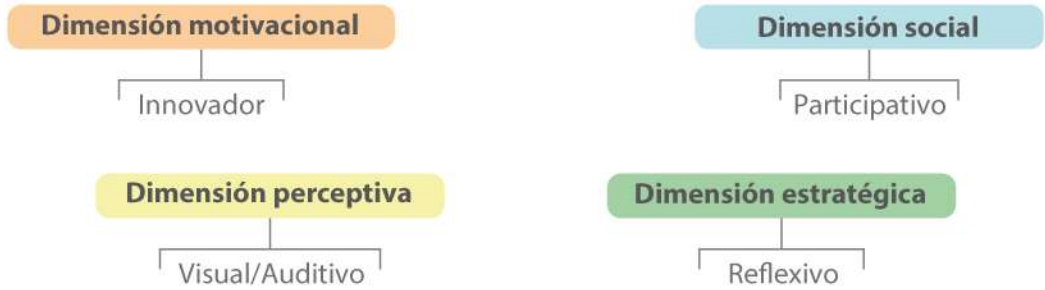 Dimensión motivacional
Innovador
Dimensión social
Participativo
Dimensión perceptiva
Visual/Auditivo
Dimensión estratégica
Reflexivo